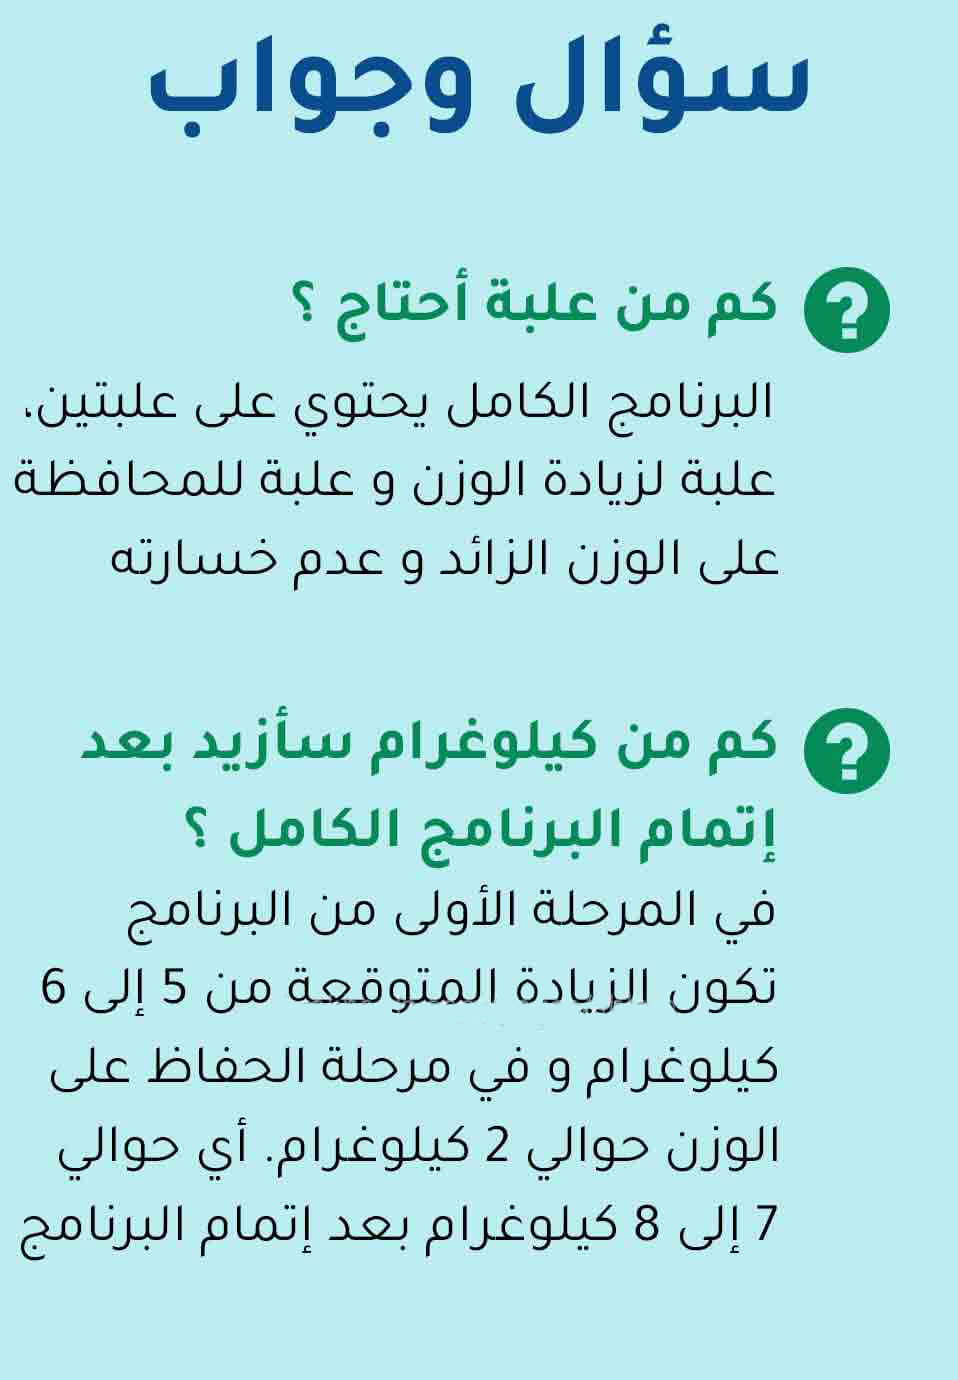 سؤال وجواب
كم من علبة أحتاج ؟
البرنامج الكامل يحتوي على علبتين،
علبة لزيادة الوزن و علبة للمحافظة
على الوزن الزائد و عدم خسارته
كم من كيلوغرام سأزيد بعد
إتمام البرنامج الكامل ؟
في المرحلة الأولى من البرنامج
تكون الزيادة المتوقعة من 5 إلى 6
كيلوغرام و في مرحلة الحفاظ على
الوزن حوالي 2 كيلوغرام. أي حوالي
7 إلى 8 كيلوغرام بعد إتمام البرنامج